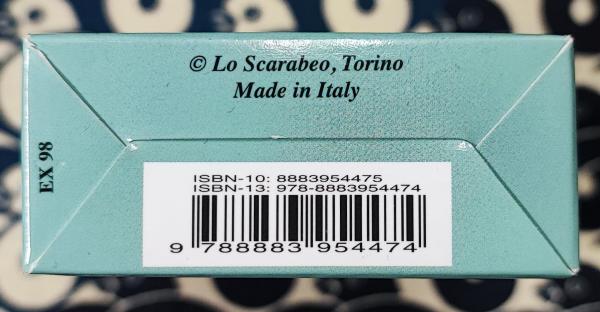 © Lo Scarabeo, Torino
Made in Italy
EX 98
ISBN-10: 8883954475
ISBN-13: 978-8883954474
9 788883 954474